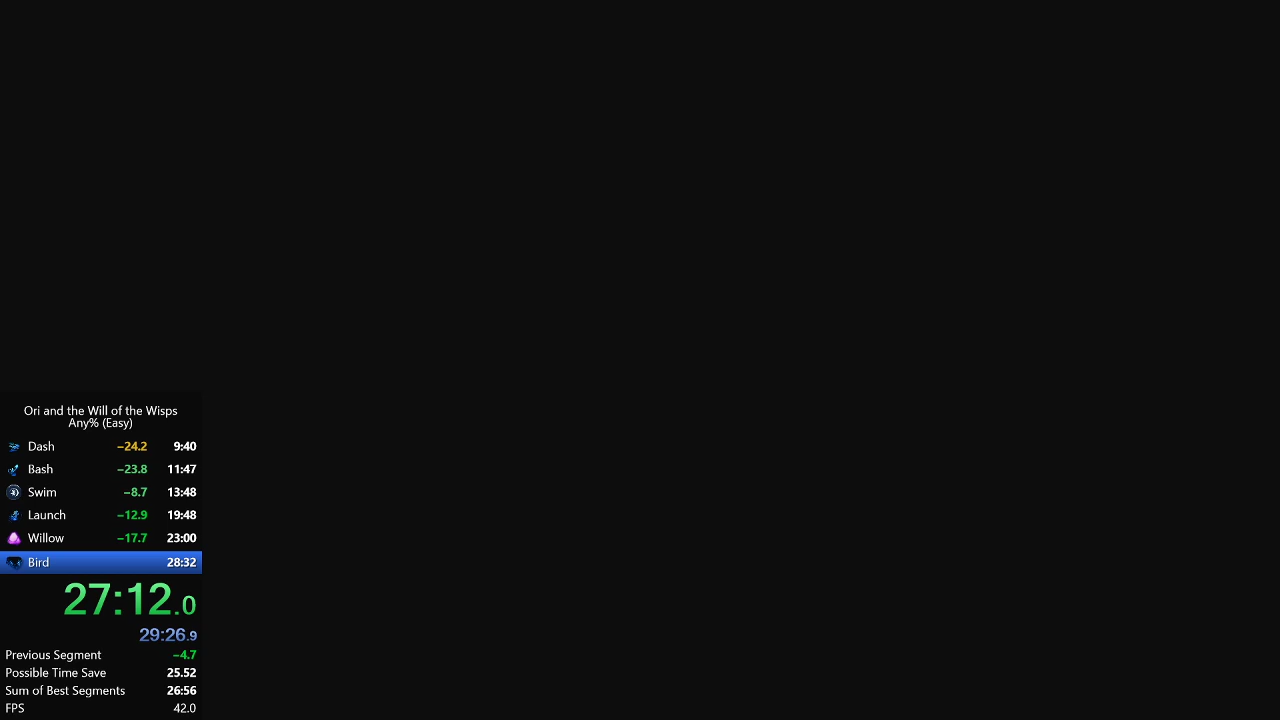 Ori and the Will of the Wisps
Any% (Easy)
Dash −24.2 9:40
Bash −23.8 11:47
Swim −8.7 13:48
Launch −12.9 19:48
Willow −17.7 23:00
Bird 28:32
27:12.0
29:26.9
Previous Segment −4.7
Possible Time Save 25.52
Sum of Best Segments 26:56
FPS 42.0